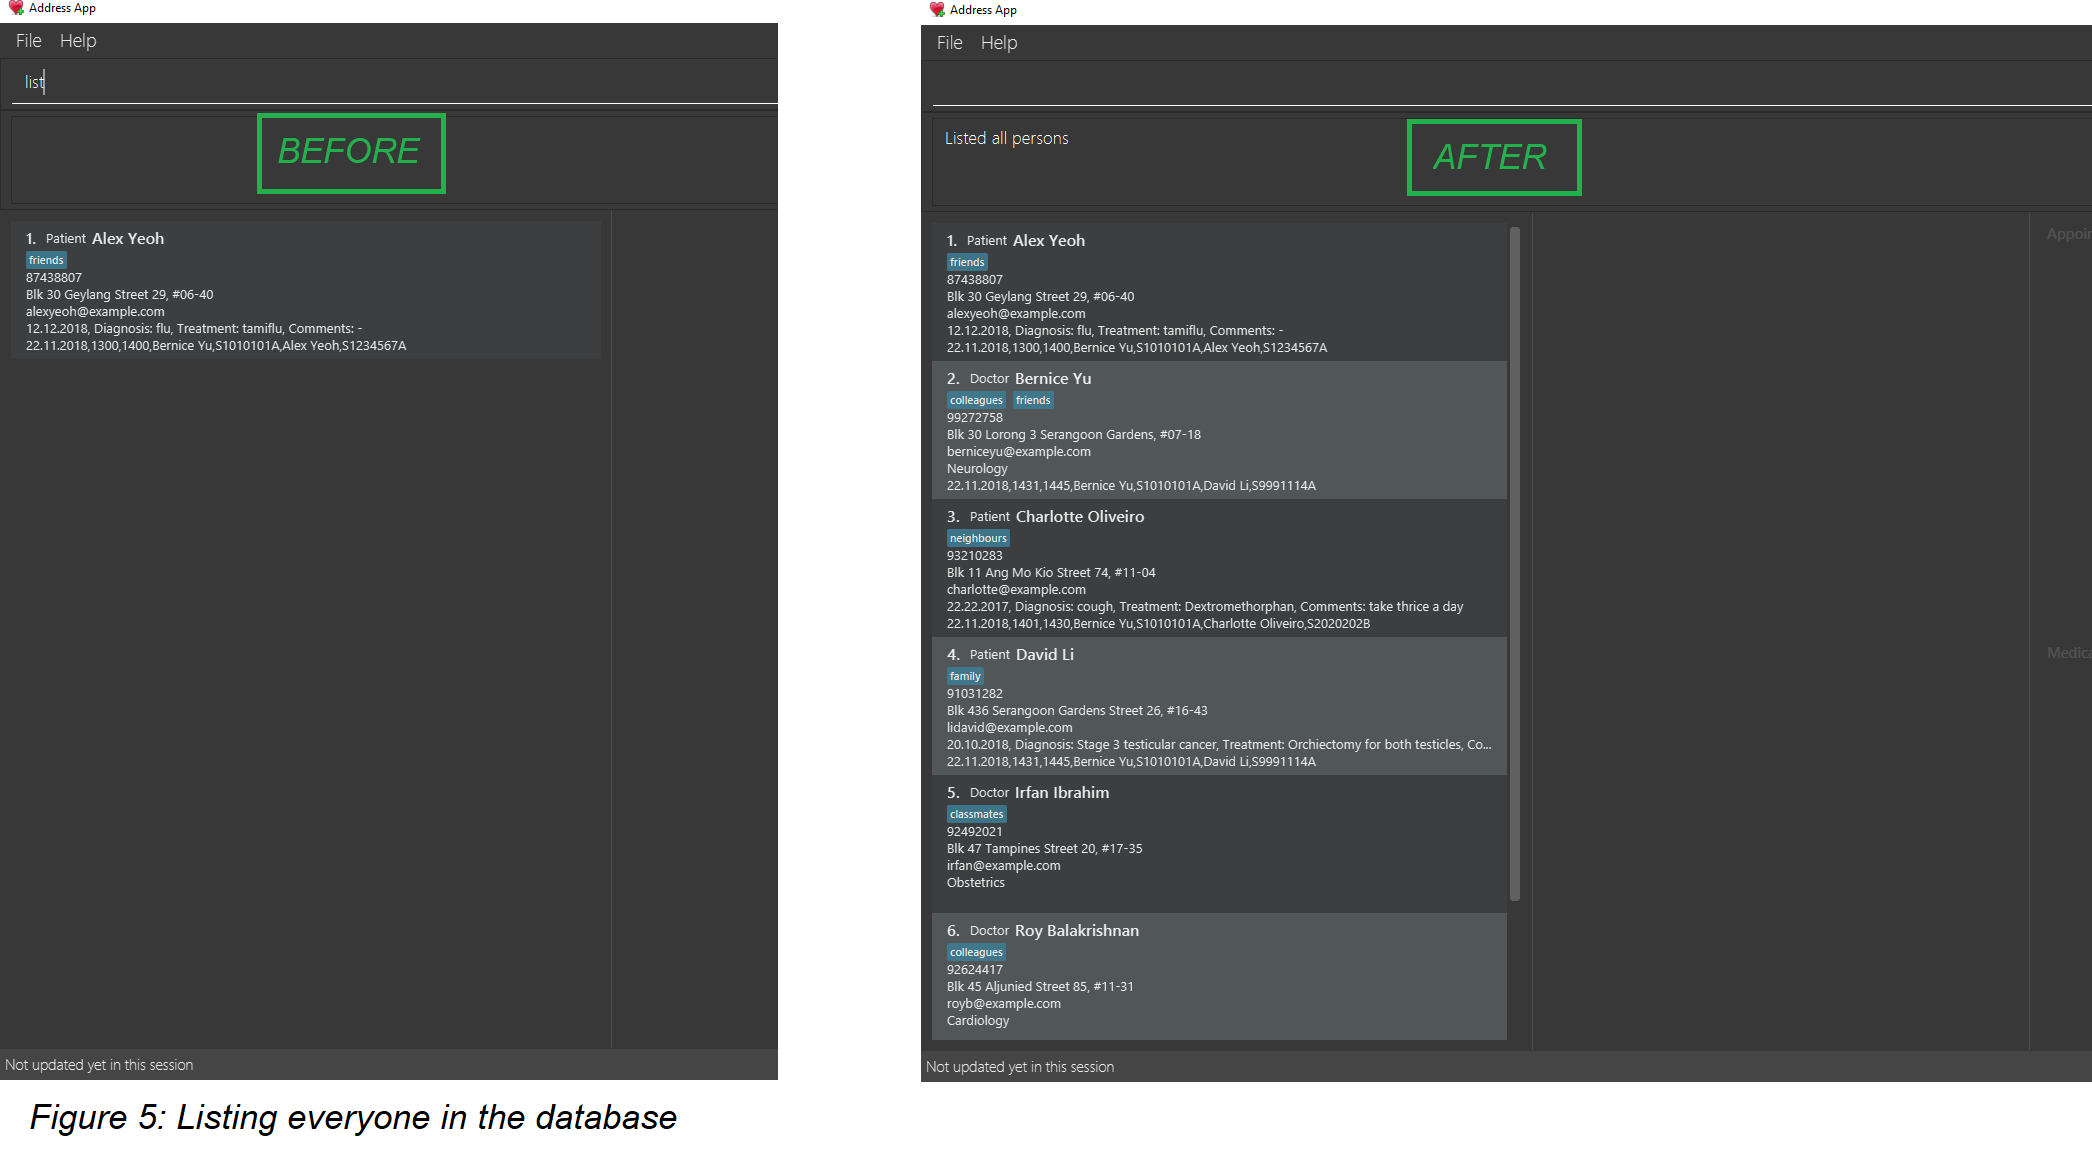 Address App
File Help
list
BEFORE
1. Patient Alex Yeoh
friends
87438807
Blk 30 Geylang Street 29, #06-40
alexyeoh@example.com
12.12.2018, Diagnosis: flu, Treatment: tamiflu, Comments: -
22.11.2018,1300,1400,Bernice Yu,S1010101A,Alex Yeoh,S1234567A
Not updated yet in this session
Address App
File Help
Listed all persons
AFTER
1. Patient Alex Yeoh
friends
87438807
Blk 30 Geylang Street 29, #06-40
alexyeoh@example.com
12.12.2018, Diagnosis: flu, Treatment: tamiflu, Comments: -
22.11.2018,1300,1400,Bernice Yu,S1010101A,Alex Yeoh,S1234567A
2. Doctor Bernice Yu
colleagues friends
99272758
Blk 30 Lorong 3 Serangoon Gardens, #07-18
berniceyu@example.com
Neurology
22.11.2018,1431,1445,Bernice Yu,S1010101A,David Li,S9991114A
3. Patient Charlotte Oliveiro
neighbours
93210283
Blk 11 Ang Mo Kio Street 74, #11-04
charlotte@example.com
22.22.2017, Diagnosis: cough, Treatment: Dextromethorphan, Comments: take thrice a day
22.11.2018,1401,1430,Bernice Yu,S1010101A,Charlotte Oliveiro,S2020202B
4. Patient David Li
family
91031282
Blk 436 Serangoon Gardens Street 26, #16-43
lidavid@example.com
20.10.2018, Diagnosis: Stage 3 testicular cancer, Treatment: Orchiectomy for both testicles, Co...
22.11.2018,1431,1445,Bernice Yu,S1010101A,David Li,S9991114A
5. Doctor Irfan Ibrahim
classmates
92492021
Blk 47 Tampines Street 20, #17-35
irfan@example.com
Obstetrics
6. Doctor Roy Balakrishnan
colleagues
92624417
Blk 45 Aljunied Street 85, #11-31
royb@example.com
Cardiology
Appoi
Medica
Not updated yet in this session
Figure 5: Listing everyone in the database